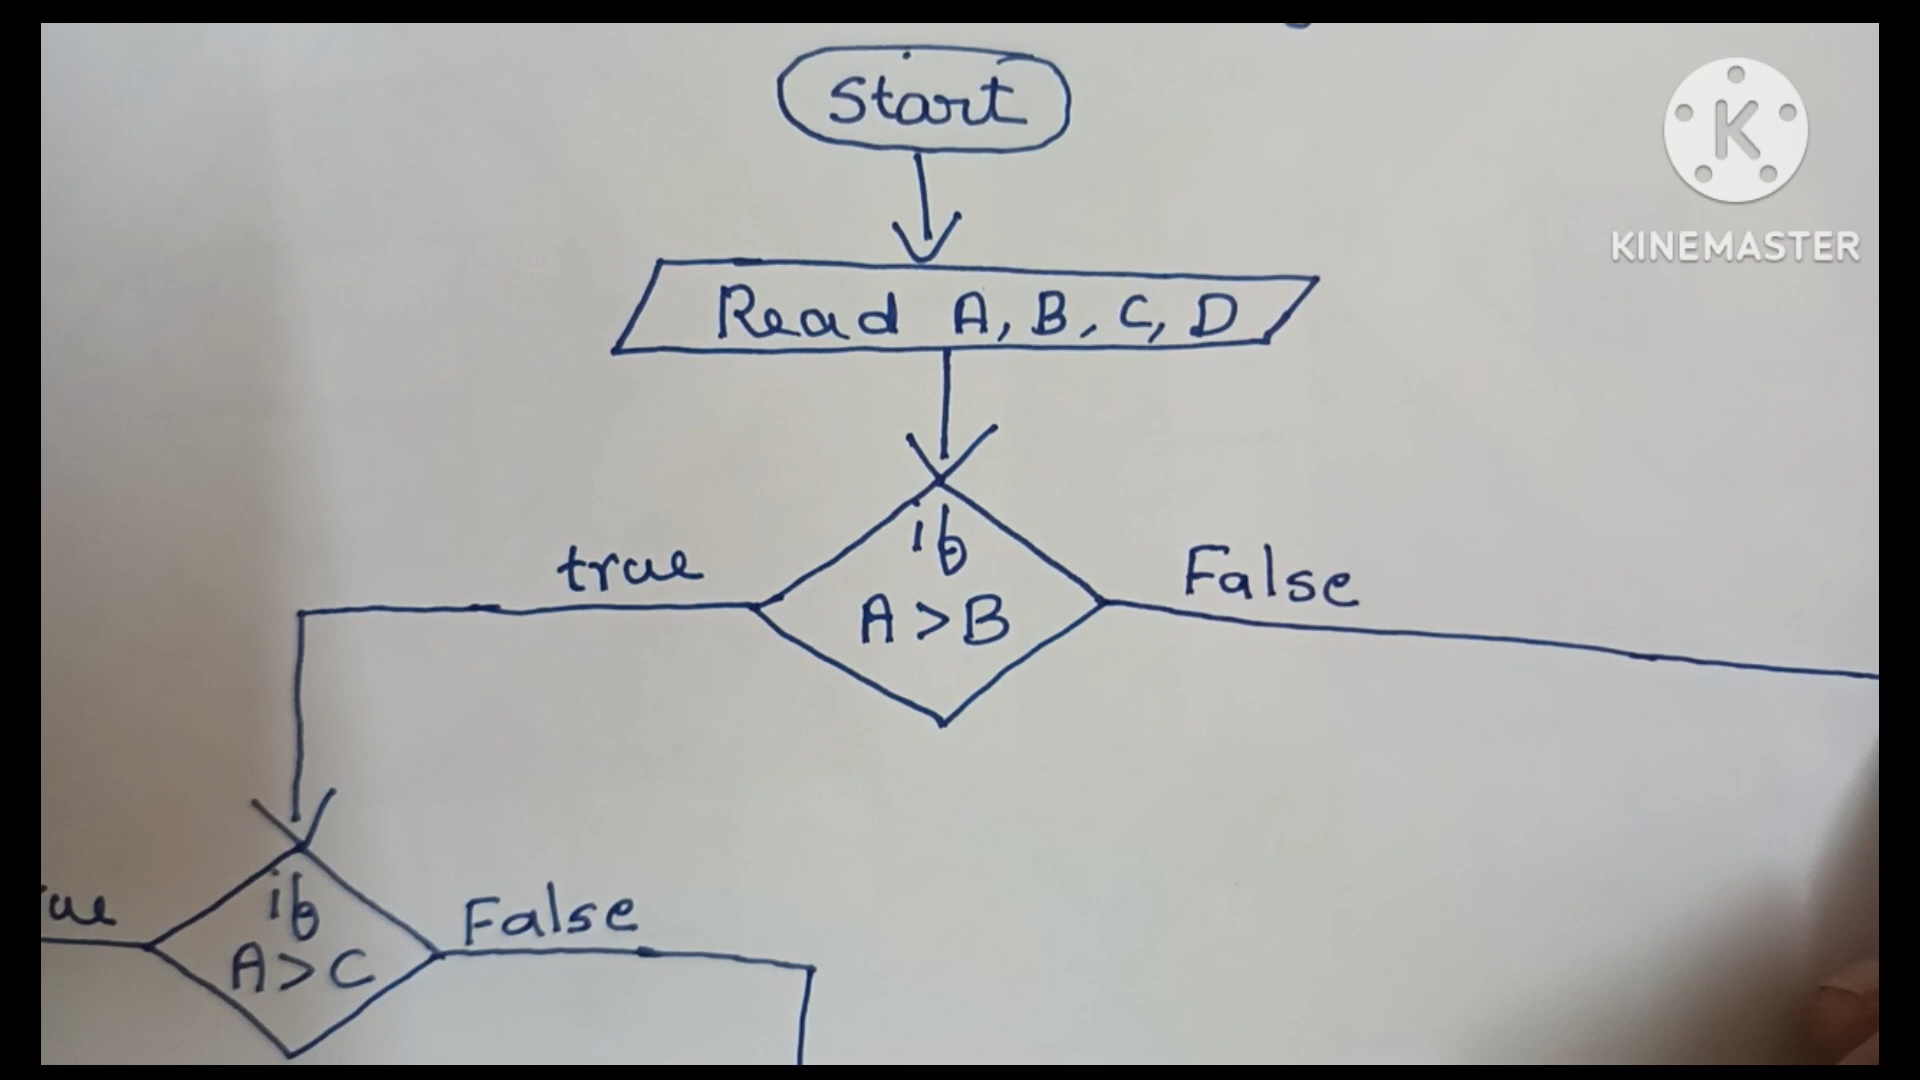 Start
K
KINEMASTER
Read A, B, C, D
if
A > B
true
False
if
A > C
False